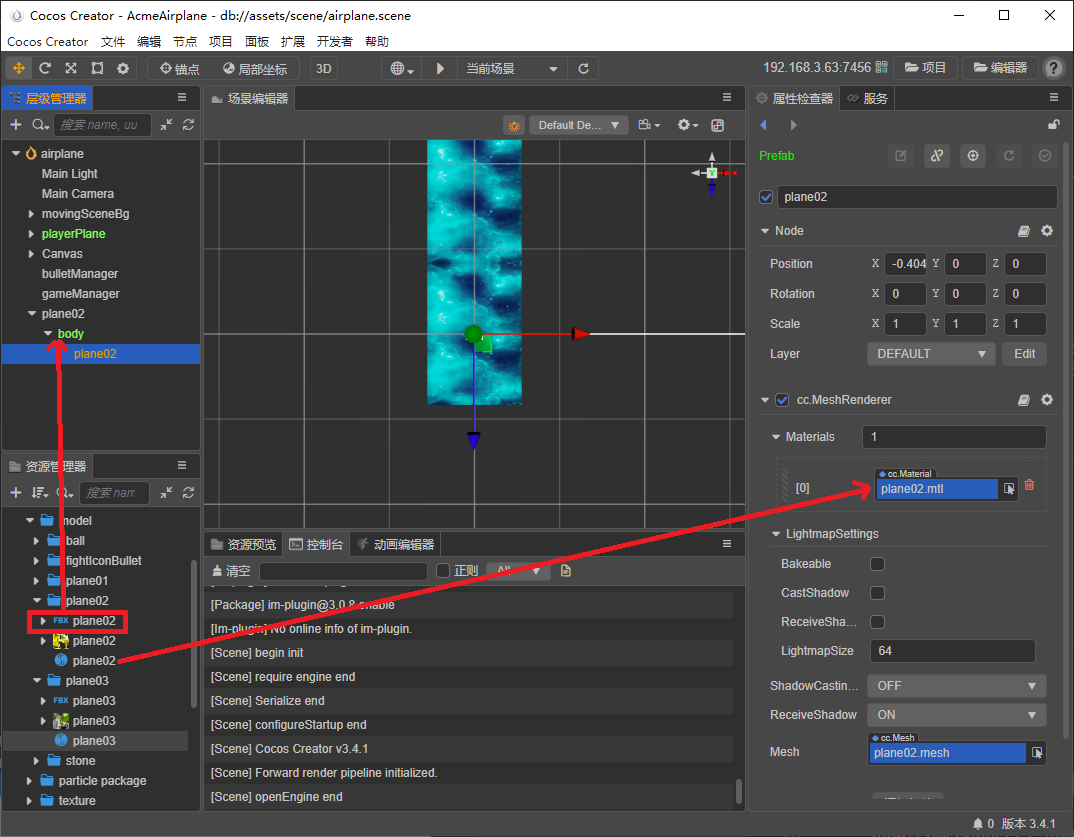 Cocos Creator - AcmeAirplane - db://assets/scene/airplane.scene
Cocos Creator 文件 编辑 节点 项目 面板 扩展 开发者 帮助
锚点 局部坐标 3D 当前场景 192.168.3.63:7456 项目 编辑器 ?
层级管理器
搜索 name, uu
airplane
Main Light
Main Camera
movingSceneBg
playerPlane
Canvas
bulletManager
gameManager
plane02
body
plane02
资源管理器
搜索 nam
model
ball
fightIconBullet
plane01
plane02
FBX plane02
plane02
plane02
plane03
FBX plane03
plane03
plane03
stone
particle package
texture
场景编辑器
Default De...
Y
资源预览 控制台 动画编辑器
清空 正则 All
[Package] im-plugin@3.0.8 enable
[Im-plugin] No online info of im-plugin.
[Scene] begin init
[Scene] require engine end
[Scene] Serialize end
[Scene] configureStartup end
[Scene] Cocos Creator v3.4.1
[Scene] Forward render pipeline initialized.
[Scene] openEngine end
属性检查器 服务
Prefab
plane02
Node
Position X -0.404 Y 0 Z 0
Rotation X 0 Y 0 Z 0
Scale X 1 Y 1 Z 1
Layer DEFAULT Edit
cc.MeshRenderer
Materials 1
cc.Material
[0] plane02.mtl
LightmapSettings
Bakeable
CastShadow
ReceiveSha...
LightmapSize 64
ShadowCastin... OFF
ReceiveShadow ON
cc.Mesh
Mesh plane02.mesh
0 版本 3.4.1